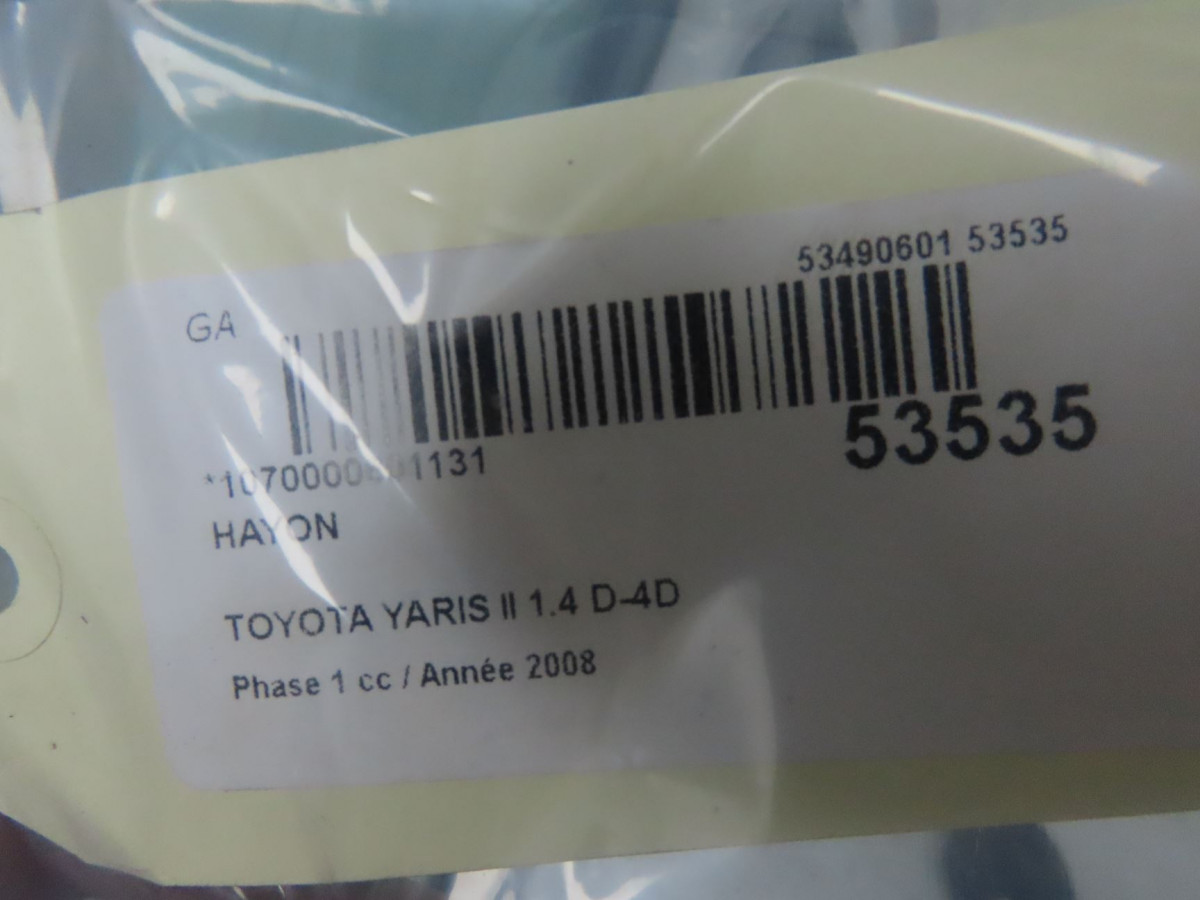 53490601 53535
GA
53535
HAYON
TOYOTA YARIS II 1.4 D-4D
Phase 1 cc / Année 2008